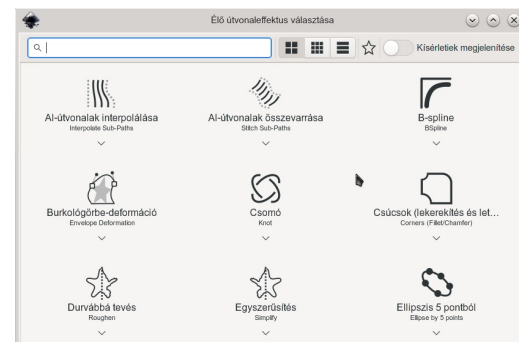 Élő útvonaleffektus választása
Kísérletiek megjelenítése
Al-útvonalak interpolálása
Interpolate Sub-Paths
Al-útvonalak összevarrása
Stitch Sub-Paths
B-spline
BSpline
Burkológörbe-deformáció
Envelope Deformation
Csomó
Knot
Csúcsok (lekerekítés és let...
Corners (Fillet/Chamfer)
Durvábbá tevés
Roughen
Egyszerűsítés
Simplify
Ellipszis 5 pontból
Ellipse by 5 points